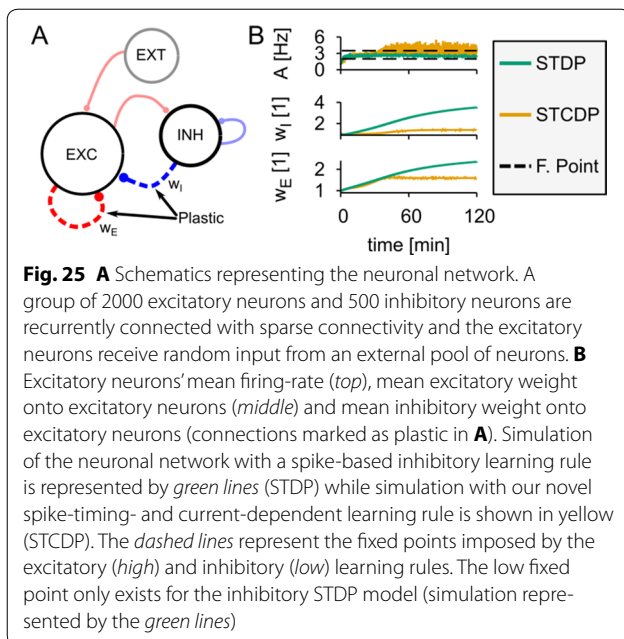 A
EXT
EXC
INH
w_I
Plastic
w_E
B
A [Hz]
6
3
0
w_I [1]
4
2
w_E [1]
2
1
0
60
120
time [min]
STDP
STCDP
F. Point
Fig. 25 A Schematics representing the neuronal network. A
group of 2000 excitatory neurons and 500 inhibitory neurons are
recurrently connected with sparse connectivity and the excitatory
neurons receive random input from an external pool of neurons. B
Excitatory neurons' mean firing-rate (top), mean excitatory weight
onto excitatory neurons (middle) and mean inhibitory weight onto
excitatory neurons (connections marked as plastic in A). Simulation
of the neuronal network with a spike-based inhibitory learning rule
is represented by green lines (STDP) while simulation with our novel
spike-timing- and current-dependent learning rule is shown in yellow
(STCDP). The dashed lines represent the fixed points imposed by the
excitatory (high) and inhibitory (low) learning rules. The low fixed
point only exists for the inhibitory STDP model (simulation repre-
sented by the green lines)